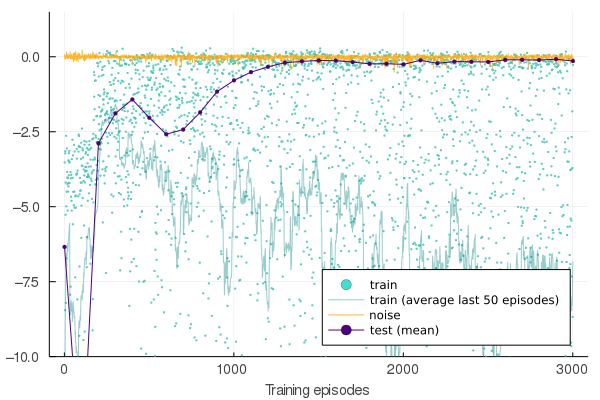 0.0
−2.5
−5.0
−7.5
−10.0
0
1000
2000
3000
Training episodes
train
train (average last 50 episodes)
noise
test (mean)